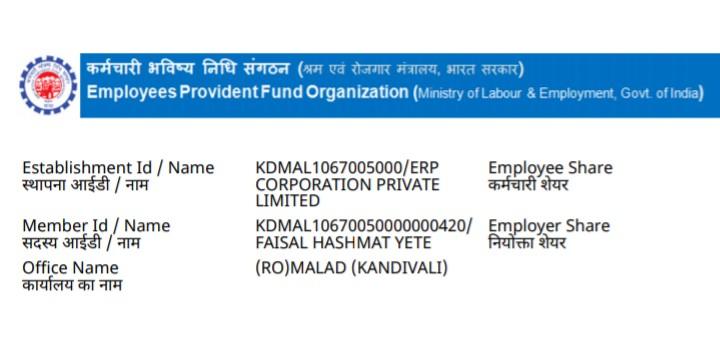 कर्मचारी भविष्य निधि संगठन (श्रम एवं रोजगार मंत्रालय, भारत सरकार)
Employees Provident Fund Organization (Ministry of Labour & Employment, Govt. of India)
Establishment Id / Name KDMAL1067005000/ERP Employee Share
स्थापना आईडी / नाम CORPORATION PRIVATE कर्मचारी शेयर
LIMITED
Member Id / Name KDMAL10670050000000420/ Employer Share
सदस्य आईडी / नाम FAISAL HASHMAT YETE नियोक्ता शेयर
Office Name (RO)MALAD (KANDIVALI)
कार्यालय का नाम